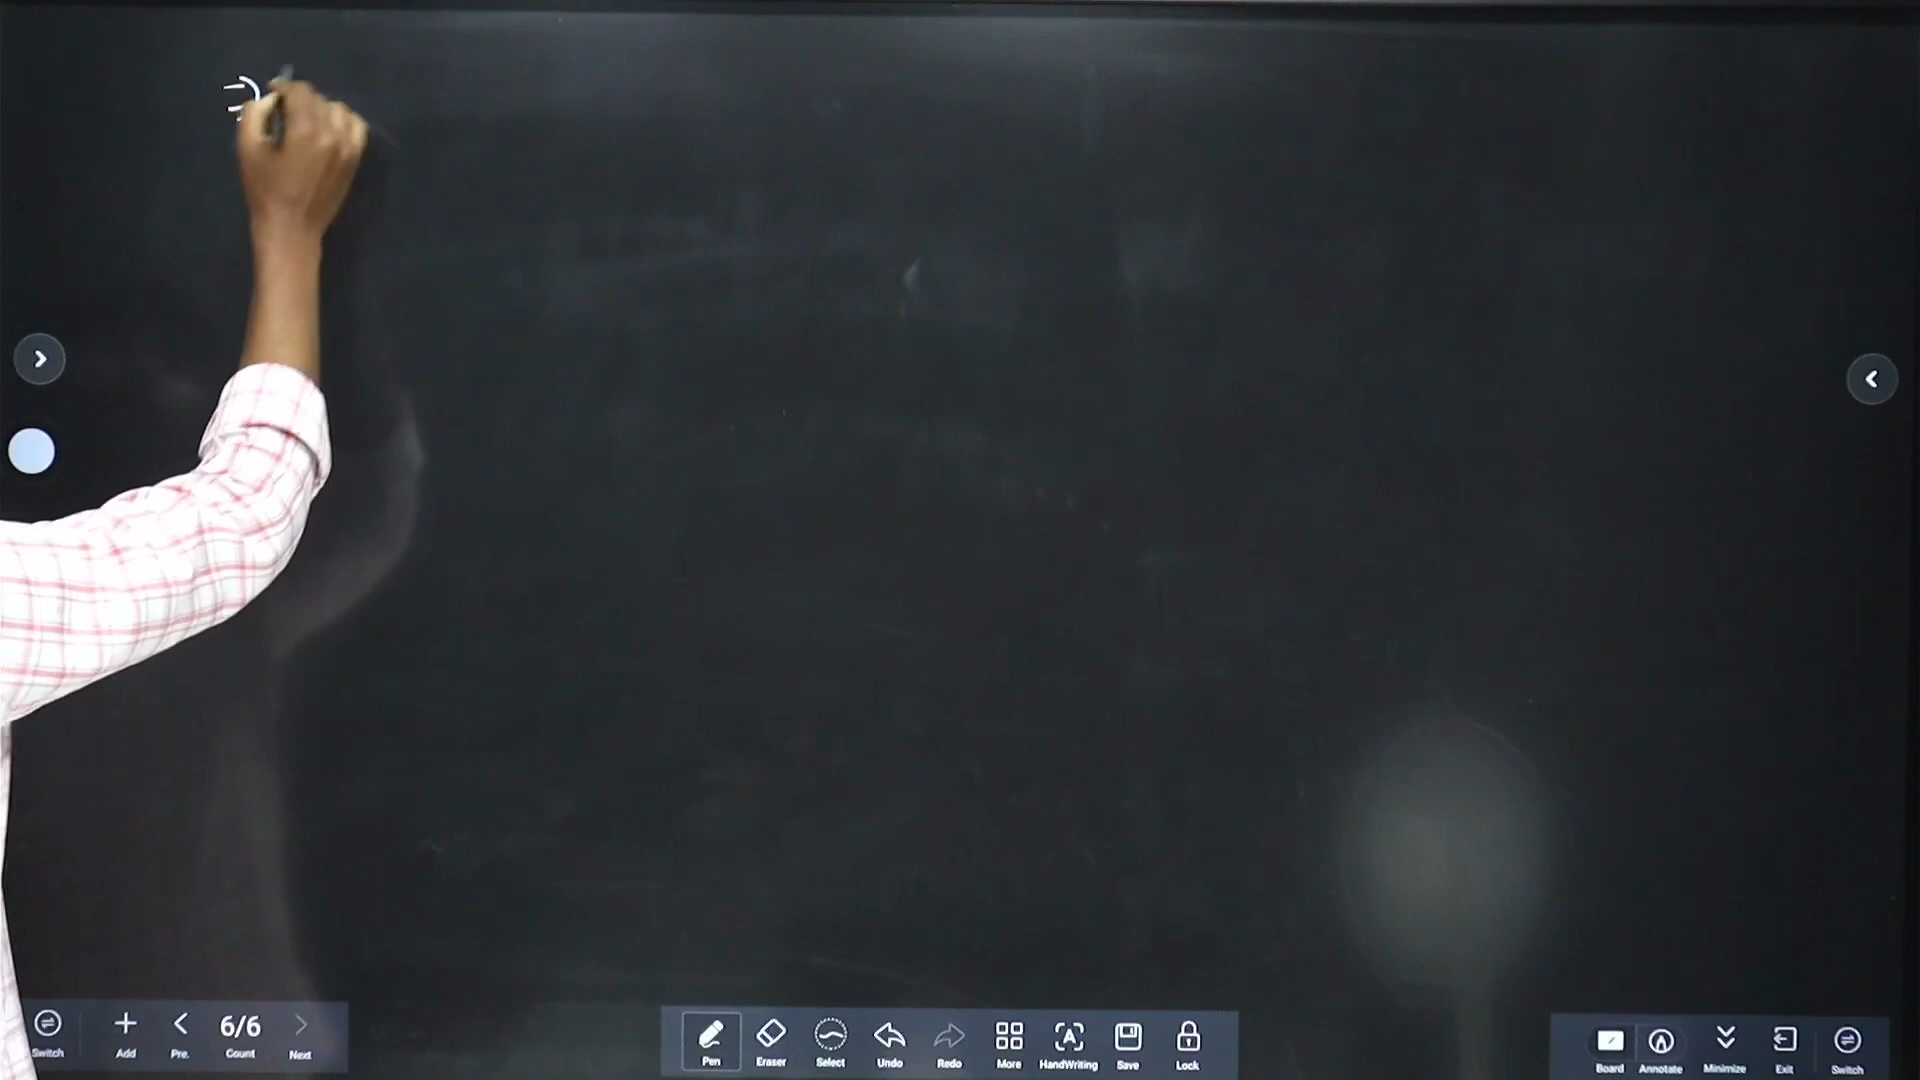 Switch
Add
Pre.
6/6
Count
Next
Pen
Eraser
Select
Undo
Redo
More
HandWriting
Save
Lock
Board
Annotate
Minimize
Exit
Switch